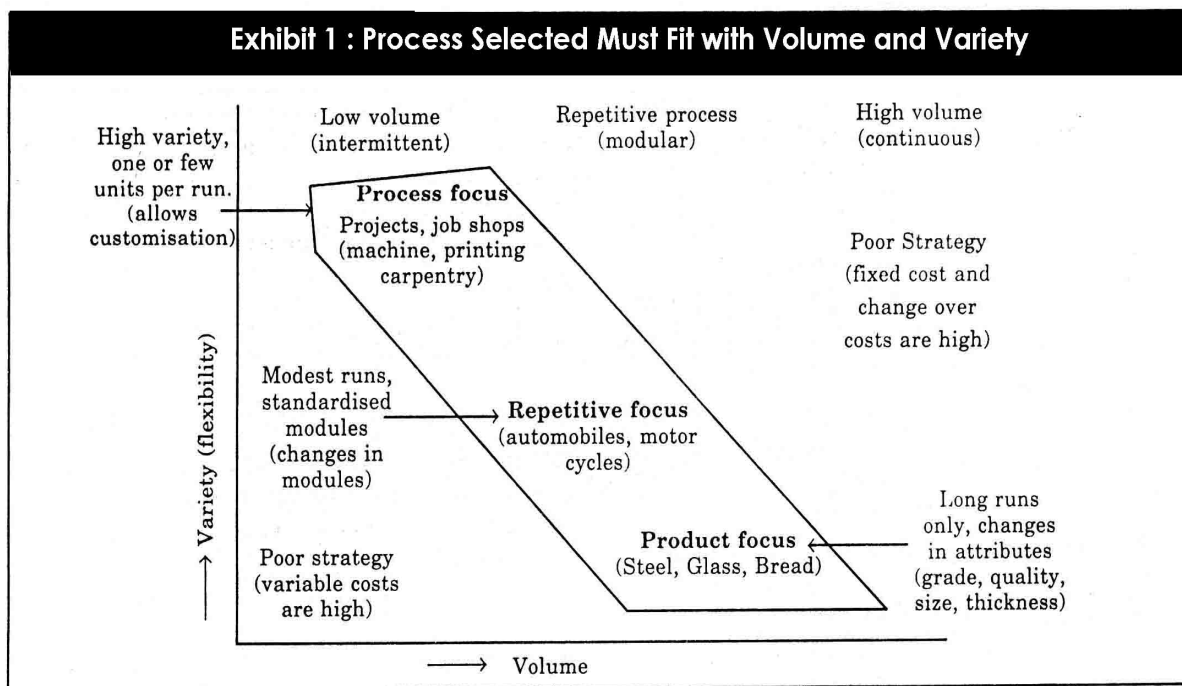 Exhibit 1 : Process Selected Must Fit with Volume and Variety
High variety,
one or few
units per run.
(allows
customisation)
Low volume
(intermittent)
Repetitive process
(modular)
High volume
(continuous)
Process focus
Projects, job shops
(machine, printing
carpentry)
Poor Strategy
(fixed cost and
change over
costs are high)
Modest runs,
standardised
modules
(changes in
modules)
Repetitive focus
(automobiles, motor
cycles)
Product focus
(Steel, Glass, Bread)
Long runs
only, changes
in attributes
(grade, quality,
size, thickness)
Poor strategy
(variable costs
are high)
Variety (flexibility)
Volume